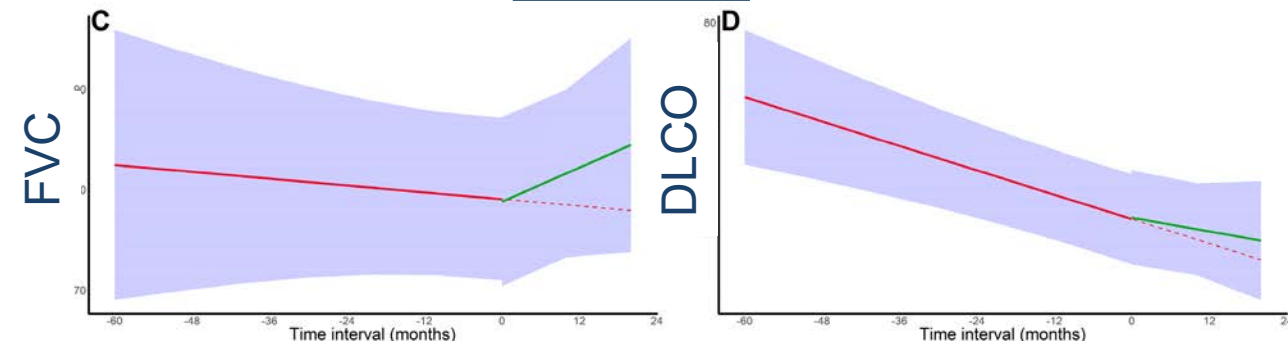 C
FVC
70
-60 -48 -36 -24 -12 0 12 24
Time interval (months)
D
DLCO
80
-60 -48 -36 -24 -12 0 12
Time interval (months)